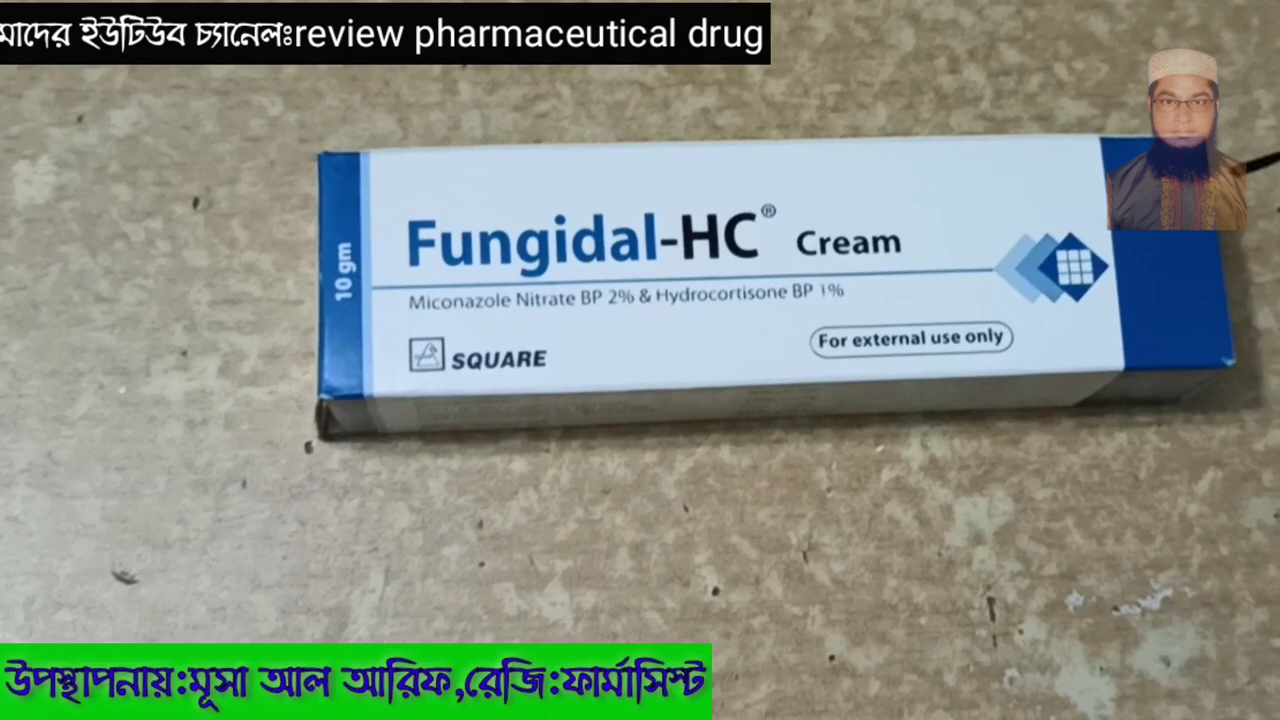 মাদের ইউটিউব চ্যানেলঃreview pharmaceutical drug
10 gm
Fungidal-HC® Cream
Miconazole Nitrate BP 2% & Hydrocortisone BP 1%
For external use only
SQUARE
উপস্থাপনায়:মূসা আল আরিফ,রেজি:ফার্মাসিস্ট